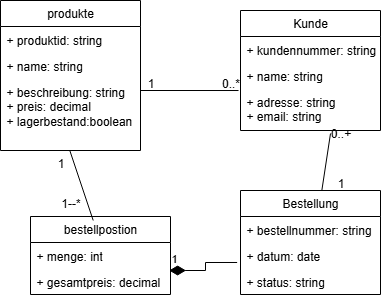 produkte
+ produktid: string
+ name: string
+ beschreibung: string
+ preis: decimal
+ lagerbestand:boolean
Kunde
+ kundennummer: string
+ name: string
+ adresse: string
+ email: string
1
0..*
0..+
1
1
1--*
bestellpostion
+ menge: int
+ gesamtpreis: decimal
1
Bestellung
+ bestellnummer: string
+ datum: date
+ status: string